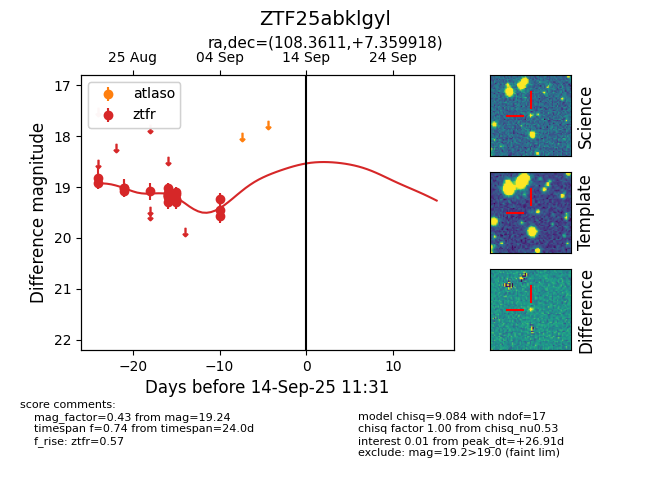 ZTF25abklgyl
ra,dec=(108.3611,+7.359918)
25 Aug 04 Sep 14 Sep 24 Sep
atlaso
ztfr
17
18
19
20
21
22
Difference magnitude
−20 −10 0 10
Days before 14-Sep-25 11:31
Science
Template
Difference
score comments:
mag_factor=0.43 from mag=19.24
timespan f=0.74 from timespan=24.0d
f_rise: ztfr=0.57
model chisq=9.084 with ndof=17
chisq factor 1.00 from chisq_nu0.53
interest 0.01 from peak_dt=+26.91d
exclude: mag=19.2>19.0 (faint lim)